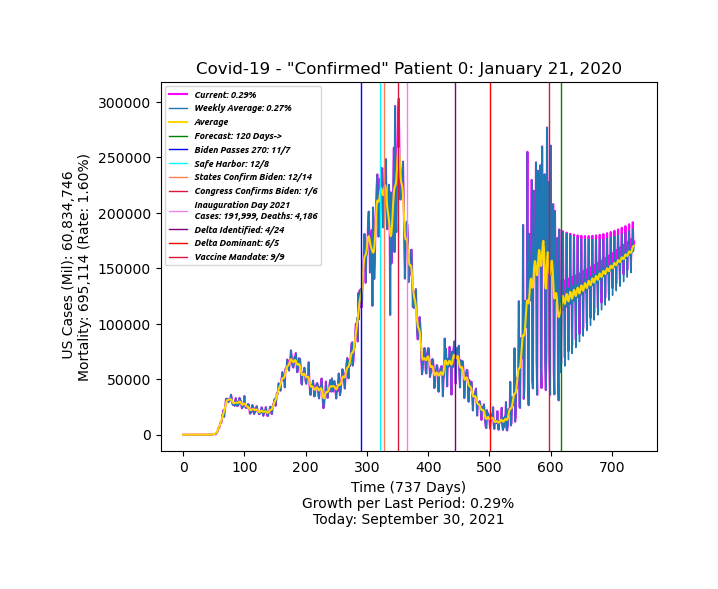 Covid-19 - "Confirmed" Patient 0: January 21, 2020
Current: 0.29%
Weekly Average: 0.27%
Average
Forecast: 120 Days->
Biden Passes 270: 11/7
Safe Harbor: 12/8
States Confirm Biden: 12/14
Congress Confirms Biden: 1/6
Inauguration Day 2021
Cases: 191,999, Deaths: 4,186
Delta Identified: 4/24
Delta Dominant: 6/5
Vaccine Mandate: 9/9
US Cases (Mil): 60,834,746
Mortality: 695,114 (Rate: 1.60%)
300000
250000
200000
150000
100000
50000
0
0 100 200 300 400 500 600 700
Time (737 Days)
Growth per Last Period: 0.29%
Today: September 30, 2021